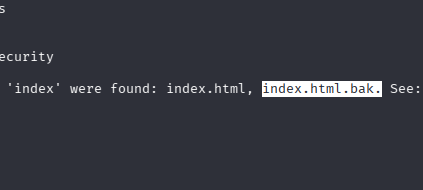 s
ecurity
'index' were found: index.html, index.html.bak. See: